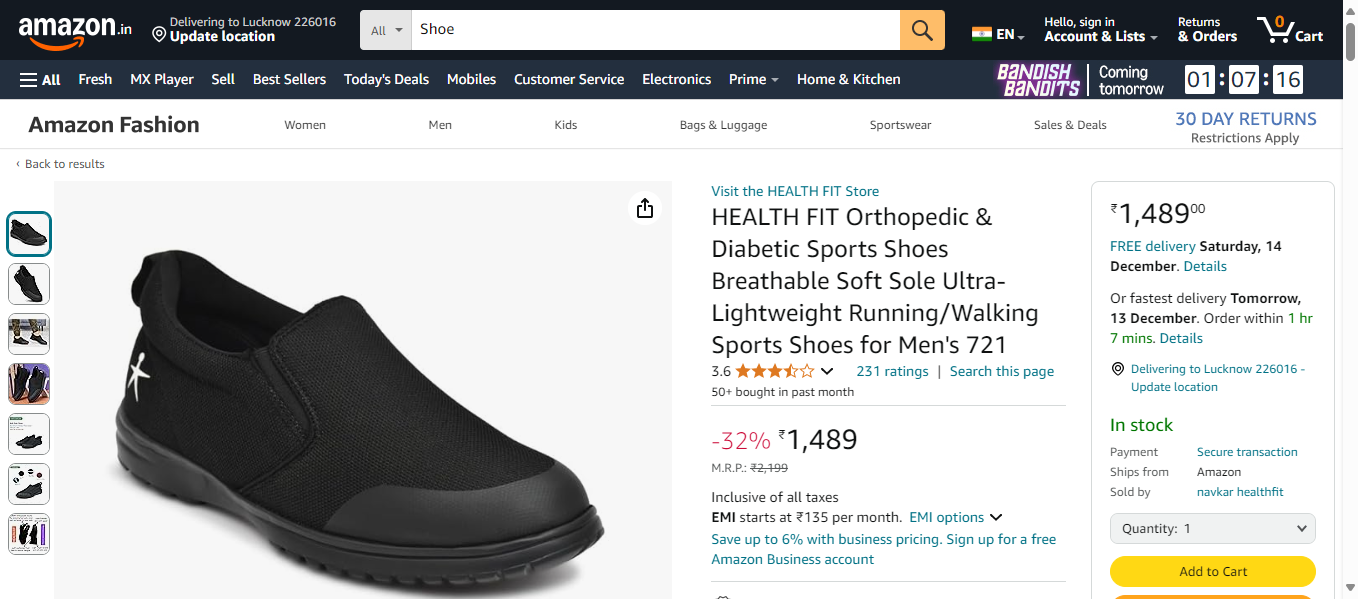 amazon.in
Delivering to Lucknow 226016
Update location
All
Shoe
EN
Hello, sign in
Account & Lists
Returns
& Orders
0
Cart
All
Fresh
MX Player
Sell
Best Sellers
Today's Deals
Mobiles
Customer Service
Electronics
Prime
Home & Kitchen
BANDISH
BANDITS
Coming
tomorrow
01 : 07 : 16
Amazon Fashion
Women
Men
Kids
Bags & Luggage
Sportswear
Sales & Deals
30 DAY RETURNS
Restrictions Apply
‹ Back to results
Visit the HEALTH FIT Store
HEALTH FIT Orthopedic &
Diabetic Sports Shoes
Breathable Soft Sole Ultra-
Lightweight Running/Walking
Sports Shoes for Men's 721
3.6
231 ratings | Search this page
50+ bought in past month
-32% ₹1,489
M.R.P.: ₹2,199
Inclusive of all taxes
EMI starts at ₹135 per month. EMI options
Save up to 6% with business pricing. Sign up for a free
Amazon Business account
₹1,48900
FREE delivery Saturday, 14
December. Details
Or fastest delivery Tomorrow,
13 December. Order within 1 hr
7 mins. Details
Delivering to Lucknow 226016 -
Update location
In stock
Payment Secure transaction
Ships from Amazon
Sold by navkar healthfit
Quantity: 1
Add to Cart